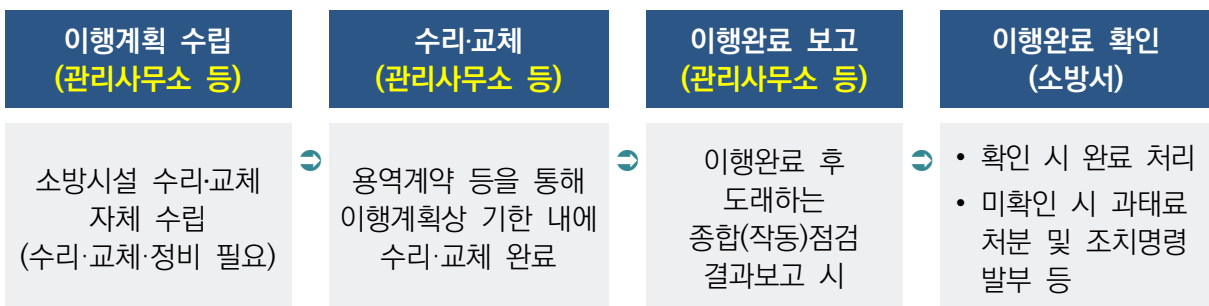 이행계획 수립
(관리사무소 등)
소방시설 수리·교체
자체 수립
(수리·교체·정비 필요)
수리·교체
(관리사무소 등)
용역계약 등을 통해
이행계획상 기한 내에
수리·교체 완료
이행완료 보고
(관리사무소 등)
이행완료 후
도래하는
종합(작동)점검
결과보고 시
이행완료 확인
(소방서)
• 확인 시 완료 처리
• 미확인 시 과태료
처분 및 조치명령
발부 등